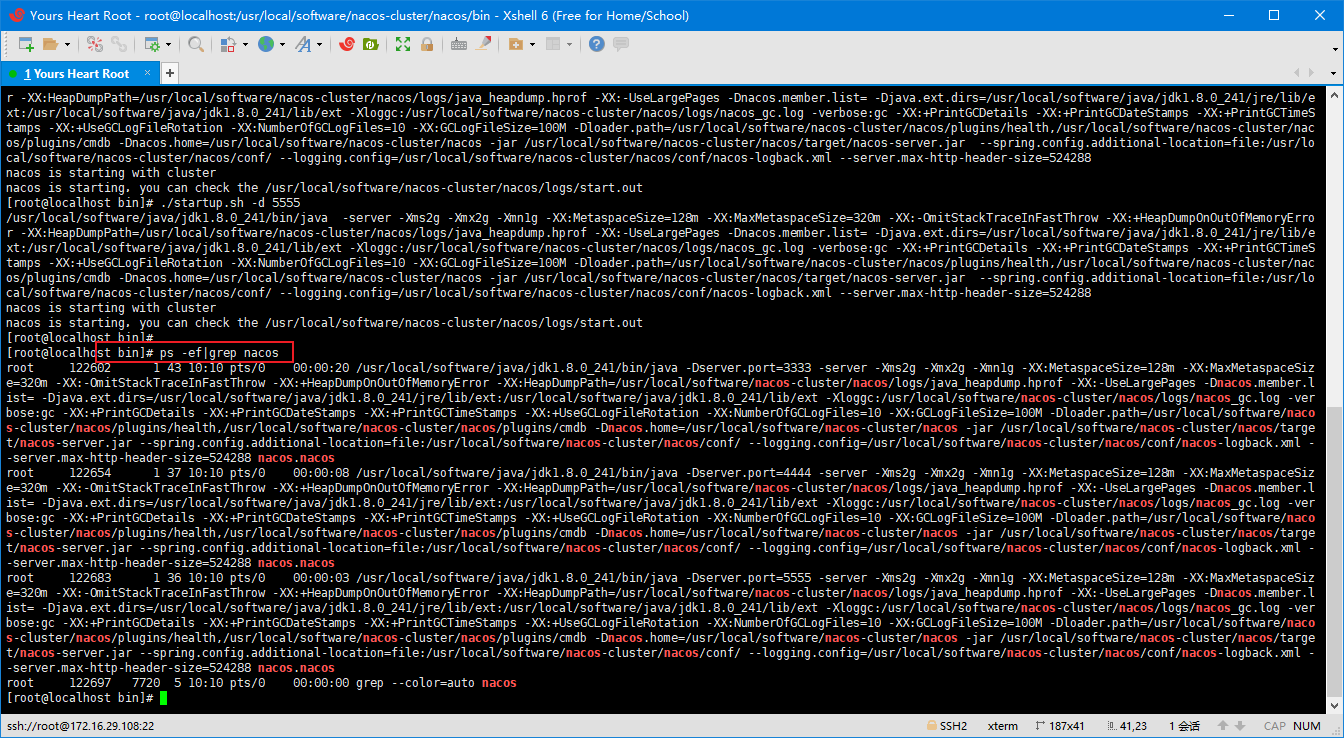 Yours Heart Root - root@localhost:/usr/local/software/nacos-cluster/nacos/bin - Xshell 6 (Free for Home/School)
1 Yours Heart Root × +
r -XX:HeapDumpPath=/usr/local/software/nacos-cluster/nacos/logs/java_heapdump.hprof -XX:-UseLargePages -Dnacos.member.list= -Djava.ext.dirs=/usr/local/software/java/jdk1.8.0_241/jre/lib/e
xt:/usr/local/software/java/jdk1.8.0_241/lib/ext -Xloggc:/usr/local/software/nacos-cluster/nacos/logs/nacos_gc.log -verbose:gc -XX:+PrintGCDetails -XX:+PrintGCDateStamps -XX:+PrintGCTimeS
tamps -XX:+UseGCLogFileRotation -XX:NumberOfGCLogFiles=10 -XX:GCLogFileSize=100M -Dloader.path=/usr/local/software/nacos-cluster/nacos/plugins/health,/usr/local/software/nacos-cluster/nac
os/plugins/cmdb -Dnacos.home=/usr/local/software/nacos-cluster/nacos -jar /usr/local/software/nacos-cluster/nacos/target/nacos-server.jar  --spring.config.additional-location=file:/usr/lo
cal/software/nacos-cluster/nacos/conf/ --logging.config=/usr/local/software/nacos-cluster/nacos/conf/nacos-logback.xml --server.max-http-header-size=524288
nacos is starting with cluster
nacos is starting, you can check the /usr/local/software/nacos-cluster/nacos/logs/start.out
[root@localhost bin]# ./startup.sh -d 5555
/usr/local/software/java/jdk1.8.0_241/bin/java  -server -Xms2g -Xmx2g -Xmn1g -XX:MetaspaceSize=128m -XX:MaxMetaspaceSize=320m -XX:-OmitStackTraceInFastThrow -XX:+HeapDumpOnOutOfMemoryErro
r -XX:HeapDumpPath=/usr/local/software/nacos-cluster/nacos/logs/java_heapdump.hprof -XX:-UseLargePages -Dnacos.member.list= -Djava.ext.dirs=/usr/local/software/java/jdk1.8.0_241/jre/lib/e
xt:/usr/local/software/java/jdk1.8.0_241/lib/ext -Xloggc:/usr/local/software/nacos-cluster/nacos/logs/nacos_gc.log -verbose:gc -XX:+PrintGCDetails -XX:+PrintGCDateStamps -XX:+PrintGCTimeS
tamps -XX:+UseGCLogFileRotation -XX:NumberOfGCLogFiles=10 -XX:GCLogFileSize=100M -Dloader.path=/usr/local/software/nacos-cluster/nacos/plugins/health,/usr/local/software/nacos-cluster/nac
os/plugins/cmdb -Dnacos.home=/usr/local/software/nacos-cluster/nacos -jar /usr/local/software/nacos-cluster/nacos/target/nacos-server.jar  --spring.config.additional-location=file:/usr/lo
cal/software/nacos-cluster/nacos/conf/ --logging.config=/usr/local/software/nacos-cluster/nacos/conf/nacos-logback.xml --server.max-http-header-size=524288
nacos is starting with cluster
nacos is starting, you can check the /usr/local/software/nacos-cluster/nacos/logs/start.out
[root@localhost bin]#
[root@localhost bin]# ps -ef|grep nacos
root     122602      1 43 10:10 pts/0    00:00:20 /usr/local/software/java/jdk1.8.0_241/bin/java -Dserver.port=3333 -server -Xms2g -Xmx2g -Xmn1g -XX:MetaspaceSize=128m -XX:MaxMetaspaceSiz
e=320m -XX:-OmitStackTraceInFastThrow -XX:+HeapDumpOnOutOfMemoryError -XX:HeapDumpPath=/usr/local/software/nacos-cluster/nacos/logs/java_heapdump.hprof -XX:-UseLargePages -Dnacos.member.l
ist= -Djava.ext.dirs=/usr/local/software/java/jdk1.8.0_241/jre/lib/ext:/usr/local/software/java/jdk1.8.0_241/lib/ext -Xloggc:/usr/local/software/nacos-cluster/nacos/logs/nacos_gc.log -ver
bose:gc -XX:+PrintGCDetails -XX:+PrintGCDateStamps -XX:+PrintGCTimeStamps -XX:+UseGCLogFileRotation -XX:NumberOfGCLogFiles=10 -XX:GCLogFileSize=100M -Dloader.path=/usr/local/software/naco
s-cluster/nacos/plugins/health,/usr/local/software/nacos-cluster/nacos/plugins/cmdb -Dnacos.home=/usr/local/software/nacos-cluster/nacos -jar /usr/local/software/nacos-cluster/nacos/targe
t/nacos-server.jar --spring.config.additional-location=file:/usr/local/software/nacos-cluster/nacos/conf/ --logging.config=/usr/local/software/nacos-cluster/nacos/conf/nacos-logback.xml -
-server.max-http-header-size=524288 nacos.nacos
root     122654      1 37 10:10 pts/0    00:00:08 /usr/local/software/java/jdk1.8.0_241/bin/java -Dserver.port=4444 -server -Xms2g -Xmx2g -Xmn1g -XX:MetaspaceSize=128m -XX:MaxMetaspaceSiz
e=320m -XX:-OmitStackTraceInFastThrow -XX:+HeapDumpOnOutOfMemoryError -XX:HeapDumpPath=/usr/local/software/nacos-cluster/nacos/logs/java_heapdump.hprof -XX:-UseLargePages -Dnacos.member.l
ist= -Djava.ext.dirs=/usr/local/software/java/jdk1.8.0_241/jre/lib/ext:/usr/local/software/java/jdk1.8.0_241/lib/ext -Xloggc:/usr/local/software/nacos-cluster/nacos/logs/nacos_gc.log -ver
bose:gc -XX:+PrintGCDetails -XX:+PrintGCDateStamps -XX:+PrintGCTimeStamps -XX:+UseGCLogFileRotation -XX:NumberOfGCLogFiles=10 -XX:GCLogFileSize=100M -Dloader.path=/usr/local/software/naco
s-cluster/nacos/plugins/health,/usr/local/software/nacos-cluster/nacos/plugins/cmdb -Dnacos.home=/usr/local/software/nacos-cluster/nacos -jar /usr/local/software/nacos-cluster/nacos/targe
t/nacos-server.jar --spring.config.additional-location=file:/usr/local/software/nacos-cluster/nacos/conf/ --logging.config=/usr/local/software/nacos-cluster/nacos/conf/nacos-logback.xml -
-server.max-http-header-size=524288 nacos.nacos
root     122683      1 36 10:10 pts/0    00:00:03 /usr/local/software/java/jdk1.8.0_241/bin/java -Dserver.port=5555 -server -Xms2g -Xmx2g -Xmn1g -XX:MetaspaceSize=128m -XX:MaxMetaspaceSiz
e=320m -XX:-OmitStackTraceInFastThrow -XX:+HeapDumpOnOutOfMemoryError -XX:HeapDumpPath=/usr/local/software/nacos-cluster/nacos/logs/java_heapdump.hprof -XX:-UseLargePages -Dnacos.member.l
ist= -Djava.ext.dirs=/usr/local/software/java/jdk1.8.0_241/jre/lib/ext:/usr/local/software/java/jdk1.8.0_241/lib/ext -Xloggc:/usr/local/software/nacos-cluster/nacos/logs/nacos_gc.log -ver
bose:gc -XX:+PrintGCDetails -XX:+PrintGCDateStamps -XX:+PrintGCTimeStamps -XX:+UseGCLogFileRotation -XX:NumberOfGCLogFiles=10 -XX:GCLogFileSize=100M -Dloader.path=/usr/local/software/naco
s-cluster/nacos/plugins/health,/usr/local/software/nacos-cluster/nacos/plugins/cmdb -Dnacos.home=/usr/local/software/nacos-cluster/nacos -jar /usr/local/software/nacos-cluster/nacos/targe
t/nacos-server.jar --spring.config.additional-location=file:/usr/local/software/nacos-cluster/nacos/conf/ --logging.config=/usr/local/software/nacos-cluster/nacos/conf/nacos-logback.xml -
-server.max-http-header-size=524288 nacos.nacos
root     122697   7720  5 10:10 pts/0    00:00:00 grep --color=auto nacos
[root@localhost bin]#
ssh://root@172.16.29.108:22 SSH2 xterm 187x41 41,23 1 会话 CAP NUM